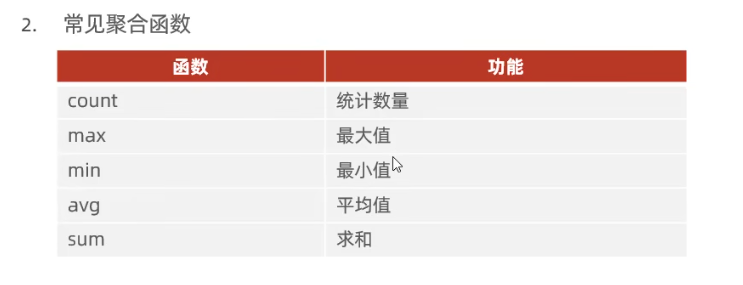 2. 常见聚合函数
函数 功能
count 统计数量
max 最大值
min 最小值
avg 平均值
sum 求和